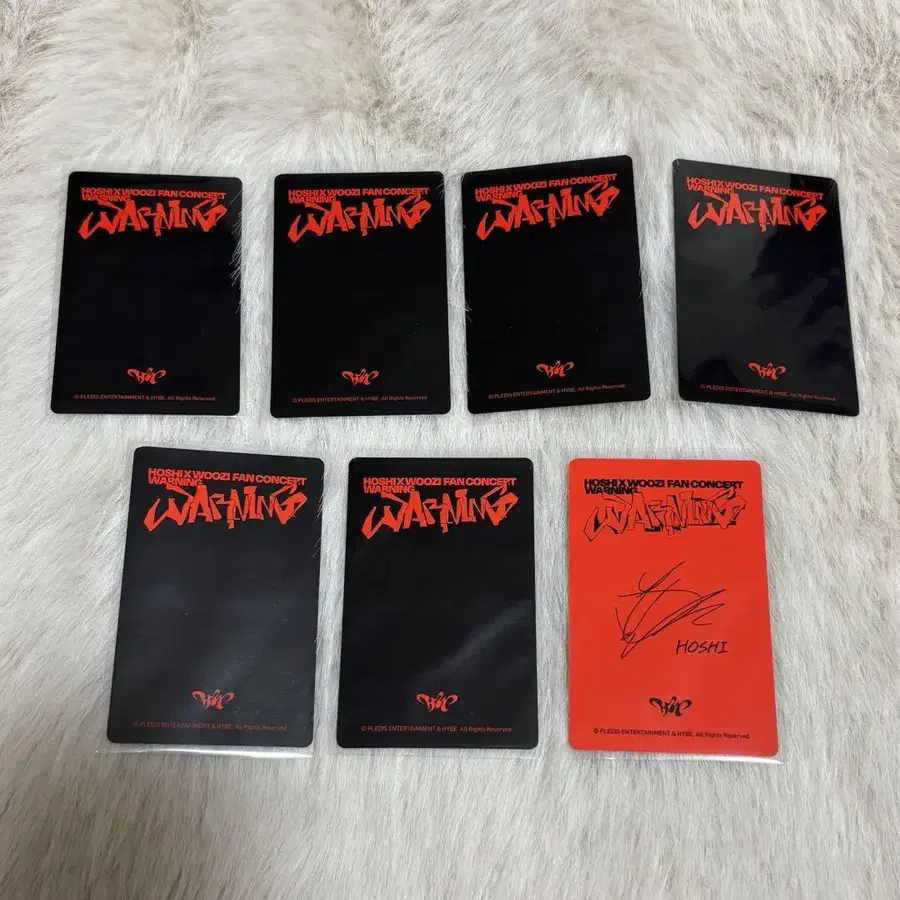 HOSHI X WOOZI FAN CONCERT
WARNING
WARNING
© PLEDIS ENTERTAINMENT & HYBE. All Rights Reserved.
HOSHI X WOOZI FAN CONCERT
WARNING
WARNING
© PLEDIS ENTERTAINMENT & HYBE. All Rights Reserved.
HOSHI X WOOZI FAN CONCERT
WARNING
WARNING
© PLEDIS ENTERTAINMENT & HYBE. All Rights Reserved.
HOSHI X WOOZI FAN CONCERT
WARNING
WARNING
© PLEDIS ENTERTAINMENT & HYBE. All Rights Reserved.
HOSHI X WOOZI FAN CONCERT
WARNING
WARNING
© PLEDIS ENTERTAINMENT & HYBE. All Rights Reserved.
HOSHI X WOOZI FAN CONCERT
WARNING
WARNING
© PLEDIS ENTERTAINMENT & HYBE. All Rights Reserved.
HOSHI X WOOZI FAN CONCERT
WARNING
WARNING
HOSHI
© PLEDIS ENTERTAINMENT & HYBE. All Rights Reserved.